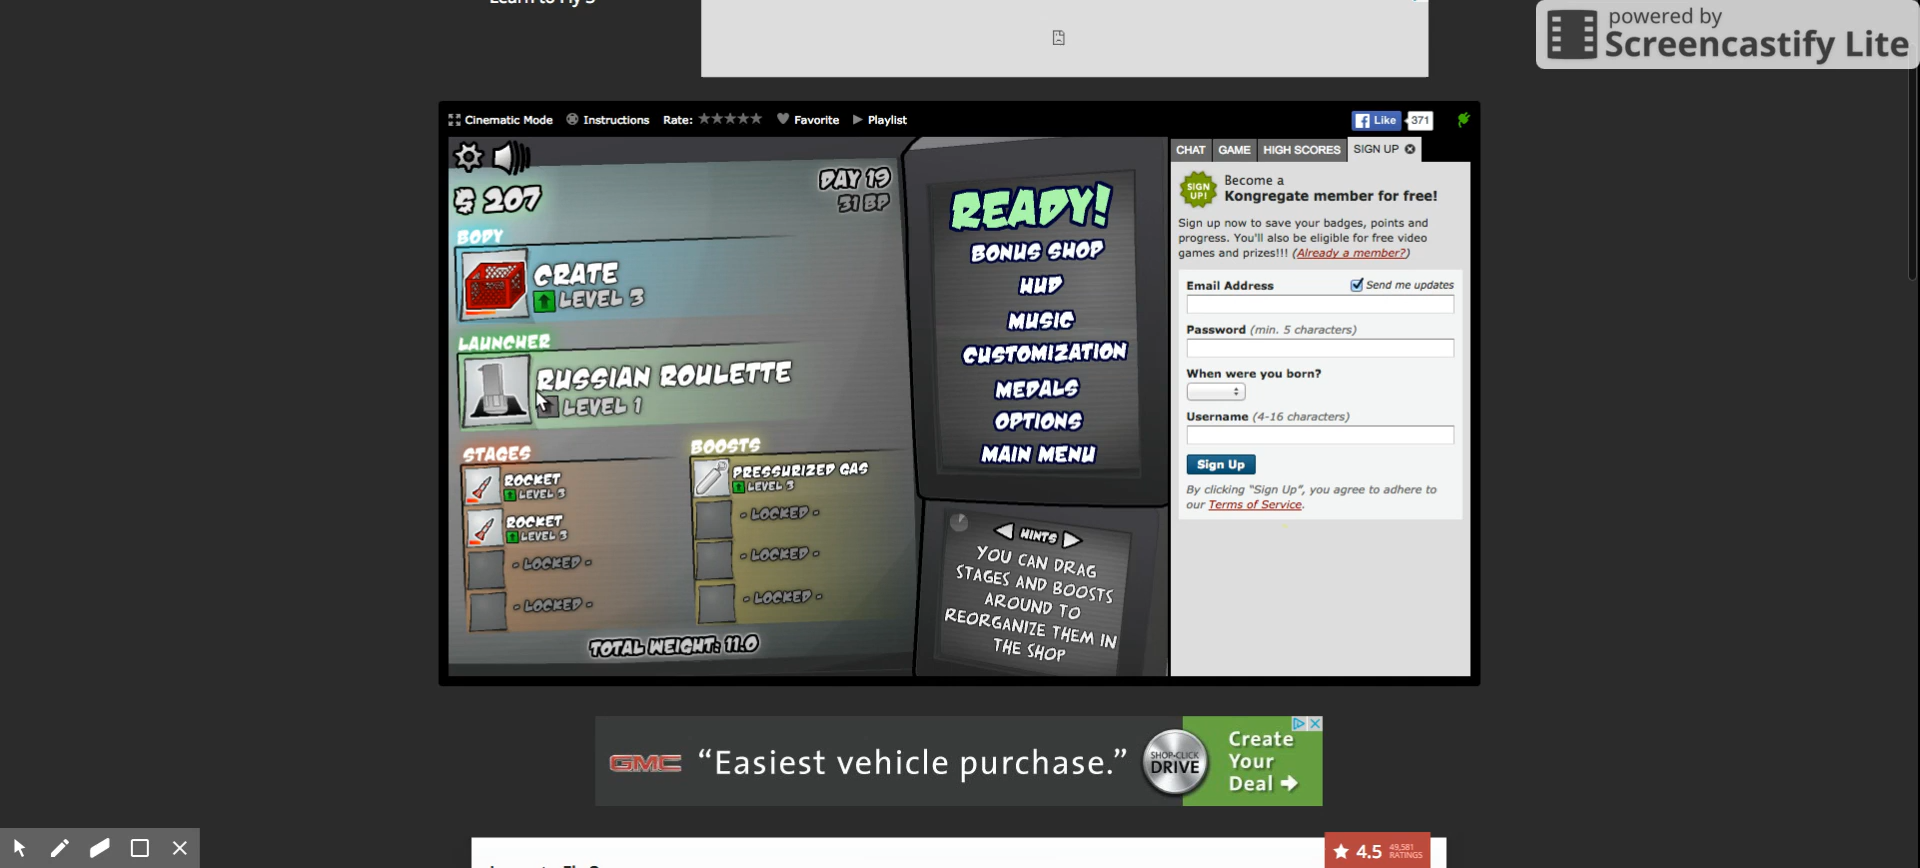 powered by
Screencastify Lite
Cinematic Mode Instructions Rate: Favorite Playlist
Like 371
$ 207
DAY 19
31 BP
BODY
CRATE
LEVEL 3
LAUNCHER
RUSSIAN ROULETTE
LEVEL 1
STAGES
ROCKET
LEVEL 3
ROCKET
LEVEL 3
- LOCKED -
- LOCKED -
BOOSTS
PRESSURIZED GAS
LEVEL 3
- LOCKED -
- LOCKED -
- LOCKED -
TOTAL WEIGHT: 11.0
READY!
BONUS SHOP
HUD
MUSIC
CUSTOMIZATION
MEDALS
OPTIONS
MAIN MENU
HINTS
YOU CAN DRAG
STAGES AND BOOSTS
AROUND TO
REORGANIZE THEM IN
THE SHOP
CHAT GAME HIGH SCORES SIGN UP
SIGN UP!
Become a
Kongregate member for free!
Sign up now to save your badges, points and
progress. You'll also be eligible for free video
games and prizes!!! (Already a member?)
Email Address Send me updates
Password (min. 5 characters)
When were you born?
Username (4-16 characters)
Sign Up
By clicking "Sign Up", you agree to adhere to
our Terms of Service.
GMC "Easiest vehicle purchase."
SHOP·CLICK
DRIVE
Create
Your
Deal
4.5 49,581
RATINGS